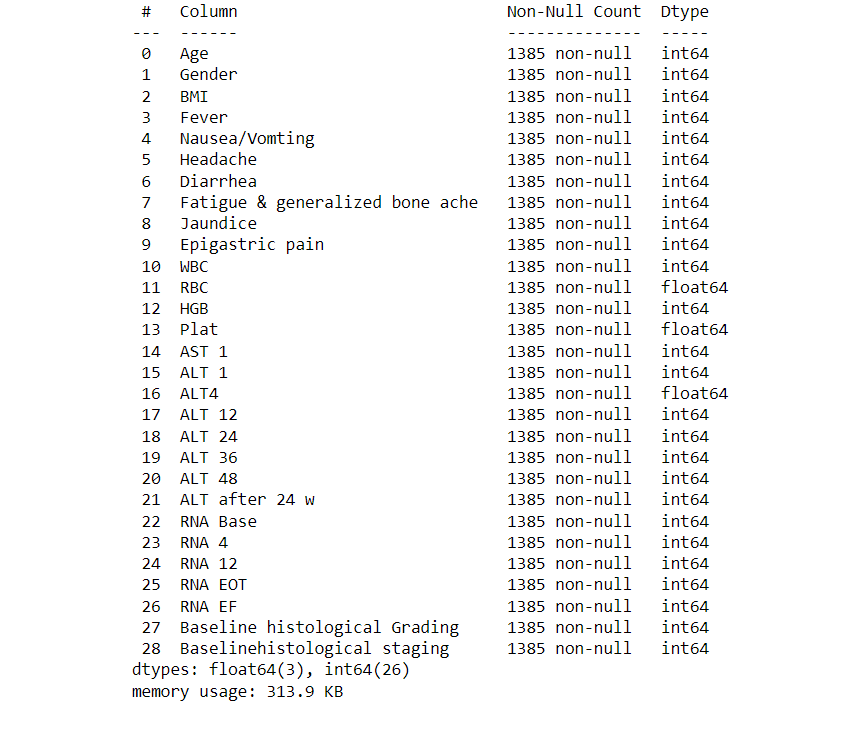 #   Column                          Non-Null Count  Dtype
---  ------                          --------------  -----
0   Age                             1385 non-null   int64
1   Gender                          1385 non-null   int64
2   BMI                             1385 non-null   int64
3   Fever                           1385 non-null   int64
4   Nausea/Vomting                  1385 non-null   int64
5   Headache                        1385 non-null   int64
6   Diarrhea                        1385 non-null   int64
7   Fatigue & generalized bone ache   1385 non-null   int64
8   Jaundice                        1385 non-null   int64
9   Epigastric pain                 1385 non-null   int64
10  WBC                             1385 non-null   int64
11  RBC                             1385 non-null   float64
12  HGB                             1385 non-null   int64
13  Plat                            1385 non-null   float64
14  AST 1                           1385 non-null   int64
15  ALT 1                           1385 non-null   int64
16  ALT4                            1385 non-null   float64
17  ALT 12                          1385 non-null   int64
18  ALT 24                          1385 non-null   int64
19  ALT 36                          1385 non-null   int64
20  ALT 48                          1385 non-null   int64
21  ALT after 24 w                  1385 non-null   int64
22  RNA Base                        1385 non-null   int64
23  RNA 4                           1385 non-null   int64
24  RNA 12                          1385 non-null   int64
25  RNA EOT                         1385 non-null   int64
26  RNA EF                          1385 non-null   int64
27  Baseline histological Grading   1385 non-null   int64
28  Baselinehistological staging    1385 non-null   int64
dtypes: float64(3), int64(26)
memory usage: 313.9 KB